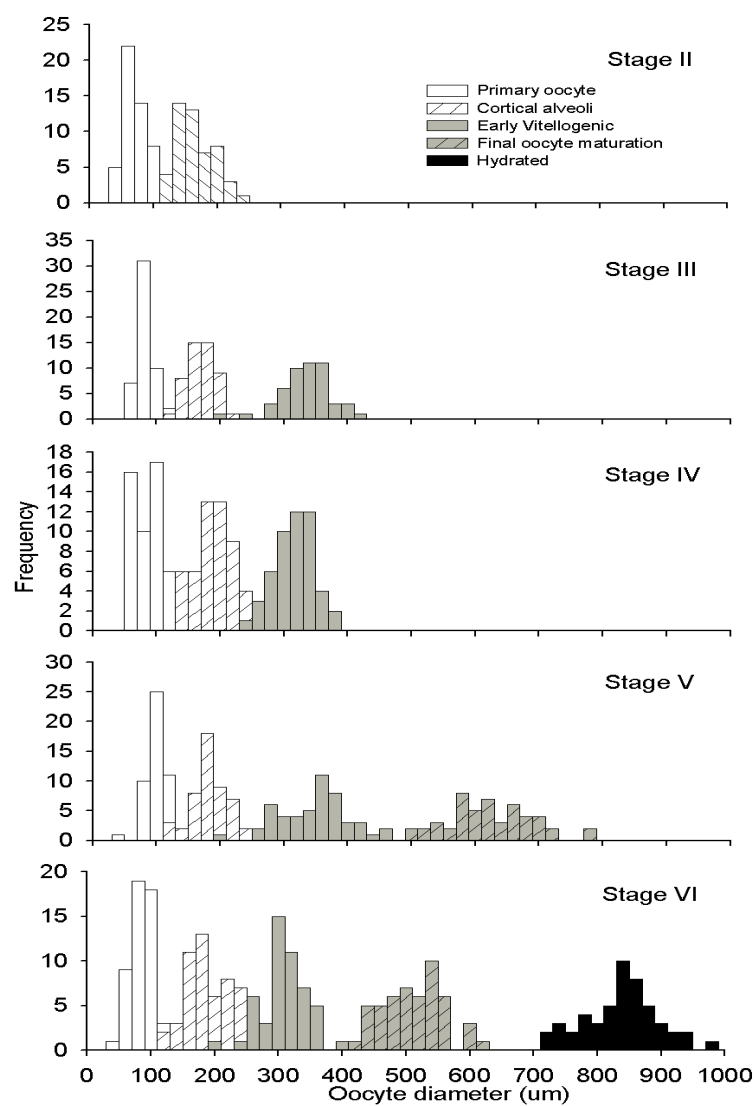 25
20
15
10
5
0
Stage II
Primary oocyte
Cortical alveoli
Early Vitellogenic
Final oocyte maturation
Hydrated
35
30
25
20
15
10
5
0
Stage III
18
16
14
12
10
8
6
4
2
0
Stage IV
Frequency
30
25
20
15
10
5
0
Stage V
20
15
10
5
0
Stage VI
0 100 200 300 400 500 600 700 800 900 1000
Oocyte diameter (um)